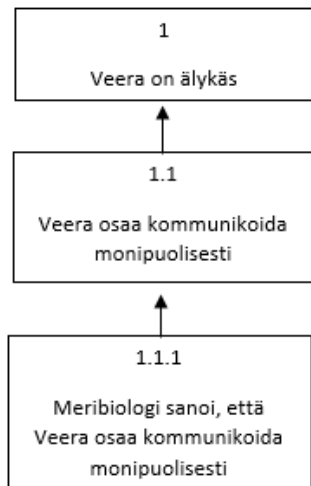 1
Veera on älykäs
1.1
Veera osaa kommunikoida
monipuolisesti
1.1.1
Meribiologi sanoi, että
Veera osaa kommunikoida
monipuolisesti